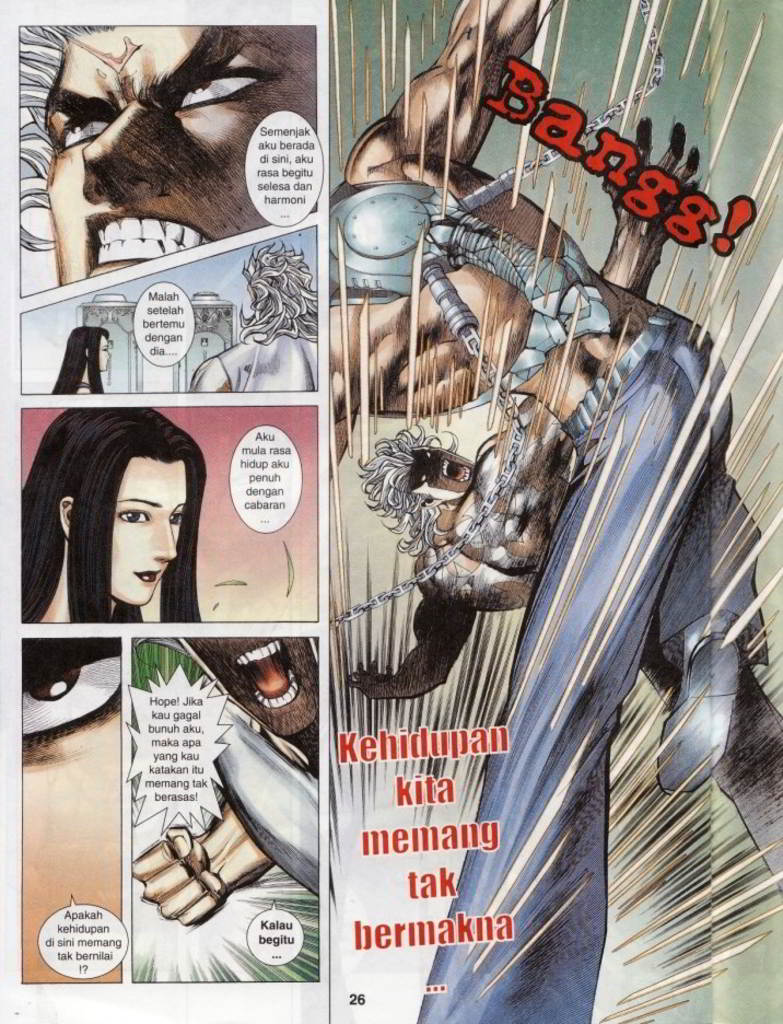 Semenjak
aku berada
di sini, aku
rasa begitu
selesa dan
harmoni
...
Malah
setelah
bertemu
dengan
dia....
Aku
mula rasa
hidup aku
penuh
dengan
cabaran
...
Apakah
kehidupan
di sini memang
tak bernilai
!?
Hope! Jika
kau gagal
bunuh aku,
maka apa
yang kau
katakan itu
memang tak
berasas!
Kalau
begitu
...
Bangg!
Kehidupan
kita
memang
tak
bermakna
...
26